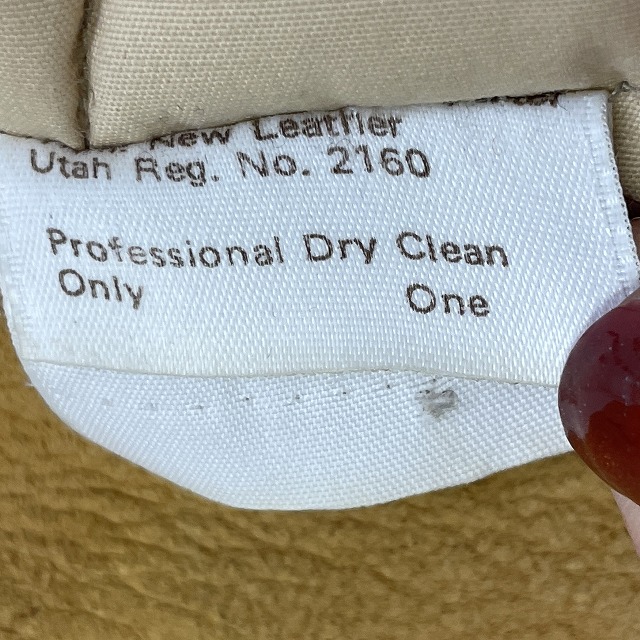 New Leather
Utah Reg. No. 2160
Professional Dry Clean
Only One